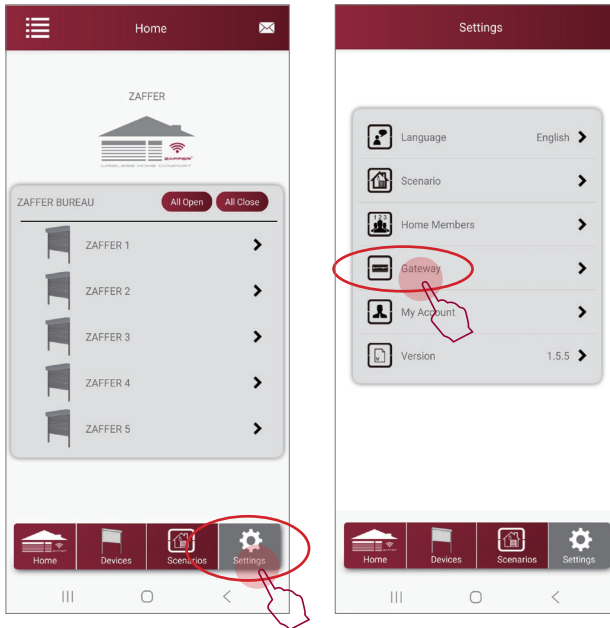 Home
ZAFFER
ZAFFER
WIRELESS HOME COMFORT
ZAFFER BUREAU
All Open
All Close
ZAFFER 1
ZAFFER 2
ZAFFER 3
ZAFFER 4
ZAFFER 5
Home
Devices
Scenarios
Settings
Settings
Language
English
Scenario
123
Home Members
Gateway
My Account
Version
1.5.5
Home
Devices
Scenarios
Settings